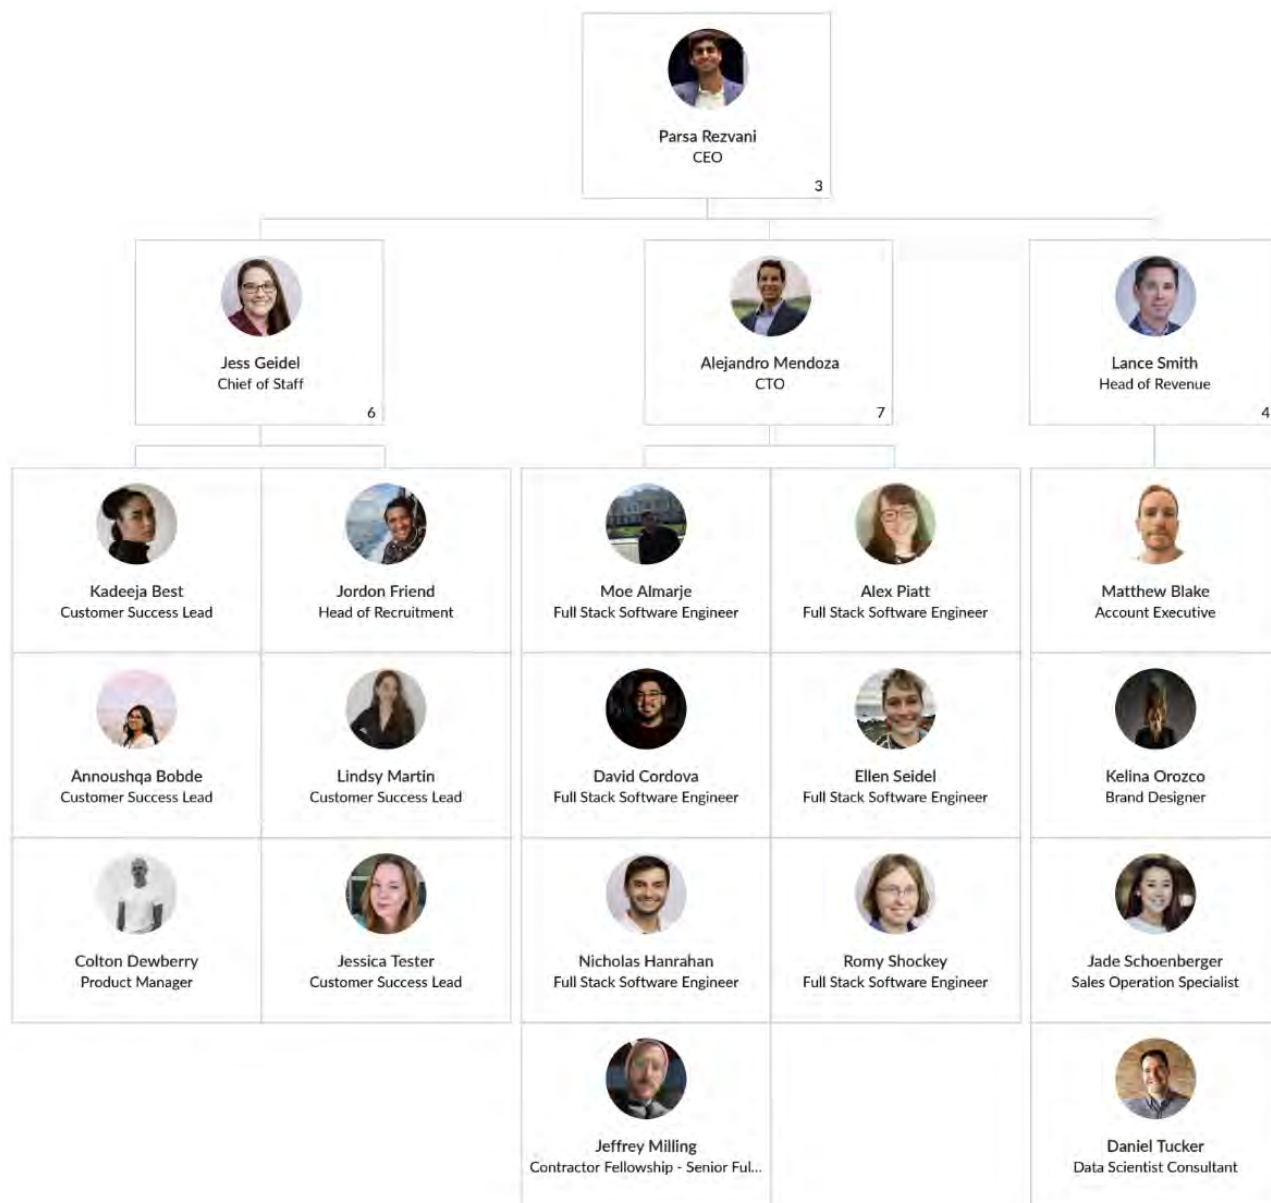 Parsa Rezvani
CEO
3
Jess Geidel
Chief of Staff
6
Alejandro Mendoza
CTO
7
Lance Smith
Head of Revenue
4
Kadeeja Best
Customer Success Lead
Jordon Friend
Head of Recruitment
Moe Almarje
Full Stack Software Engineer
Alex Piatt
Full Stack Software Engineer
Matthew Blake
Account Executive
Annoushqa Bobde
Customer Success Lead
Lindsy Martin
Customer Success Lead
David Cordova
Full Stack Software Engineer
Ellen Seidel
Full Stack Software Engineer
Kelina Orozco
Brand Designer
Colton Dewberry
Product Manager
Jessica Tester
Customer Success Lead
Nicholas Hanrahan
Full Stack Software Engineer
Romy Shockey
Full Stack Software Engineer
Jade Schoenberger
Sales Operation Specialist
Jeffrey Milling
Contractor Fellowship - Senior Ful...
Daniel Tucker
Data Scientist Consultant